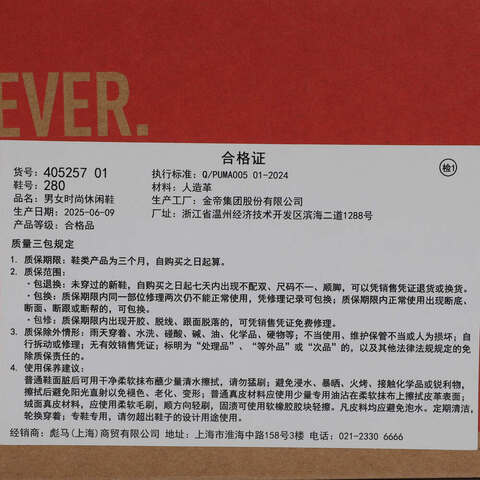 EVER.
合格证
货号: 405257 01
执行标准: Q/PUMA005 01-2024
检1
鞋号: 280
材料: 人造革
品名: 男女时尚休闲鞋
生产工厂: 金帝集团股份有限公司
生产日期: 2025-06-09
厂址: 浙江省温州经济技术开发区滨海二道1288号
产品等级: 合格品
质量三包规定
1. 质保期限: 鞋类产品为三个月,自购买之日起算。
2. 质保范围:
· 包退: 未穿过的新鞋, 自购买之日起七天内出现不配双、尺码不一、顺脚, 可以凭销售凭证退货或换货。
· 包换: 质保期限内同一部位修理两次仍不能正常使用, 凭修理记录可包换; 质保期限内正常使用出现断底、
断面、断跟或断帮的, 可包换。
· 包修: 质保期内出现开胶、脱线、跟面脱落的, 可凭销售凭证免费修理。
3. 质保除外情形: 雨天穿着、水洗、碰酸、碱、油、化学品、硬物等; 不当使用、维护保管不当或人为损坏; 自
行拆动或修理; 无有效销售凭证; 标明为“处理品”、“等外品”或“次品”的, 以及其他法律法规规定的免
除质保责任的。
4. 使用保养建议:
普通鞋面脏后可用干净柔软抹布蘸少量清水擦拭, 请勿猛刷; 避免浸水、暴晒、火烤、接触化学品或锐利物,
擦拭后避免阳光直射以免褪色、老化、变形; 普通真皮材料应使用少量专用油沾在柔软抹布上擦拭皮革表面;
绒面真皮材料, 应使用柔软毛刷, 顺方向轻刷, 固渍可使软橡胶胶块轻擦。凡皮料均应避免泡水。定期清洁,
轮换穿着; 专鞋专用, 请勿超出鞋子的设计用途使用。
经销商: 彪马(上海)商贸有限公司 地址: 上海市淮海中路158号3楼 电话: 021-2330 6666